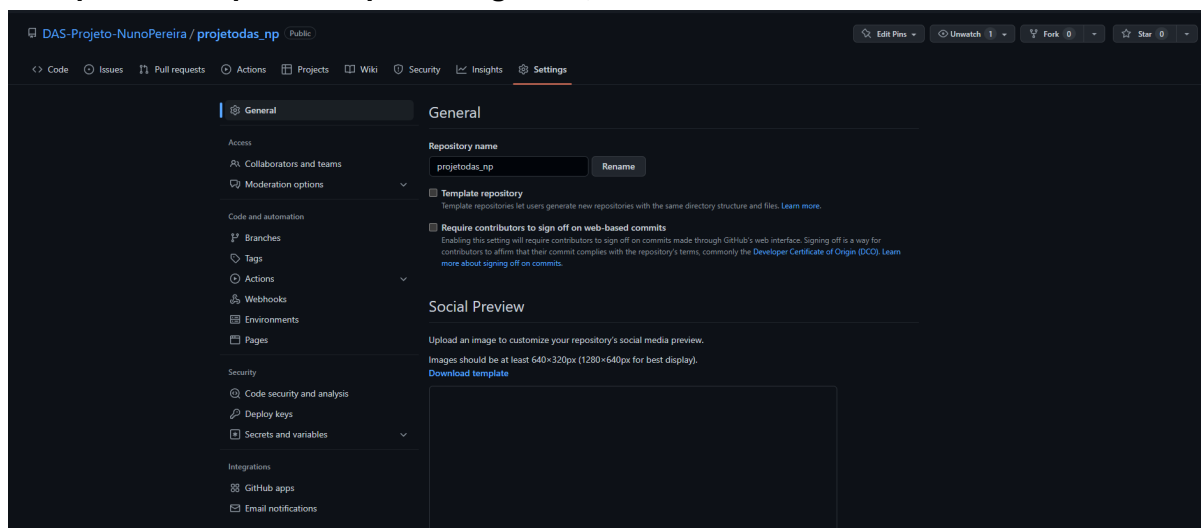 DAS-Projeto-NunoPereira / projetodas_np Public
Edit Pins Unwatch 1 Fork 0 Star 0
Code Issues Pull requests Actions Projects Wiki Security Insights Settings
General
Access
Collaborators and teams
Moderation options
Code and automation
Branches
Tags
Actions
Webhooks
Environments
Pages
Security
Code security and analysis
Deploy keys
Secrets and variables
Integrations
GitHub apps
Email notifications
General
Repository name
projetodas_np Rename
Template repository
Template repositories let users generate new repositories with the same directory structure and files. Learn more.
Require contributors to sign off on web-based commits
Enabling this setting will require contributors to sign off on commits made through GitHub's web interface. Signing off is a way for
contributors to affirm that their commit complies with the repository's terms, commonly the Developer Certificate of Origin (DCO). Learn
more about signing off on commits.
Social Preview
Upload an image to customize your repository's social media preview.
Images should be at least 640×320px (1280×640px for best display).
Download template